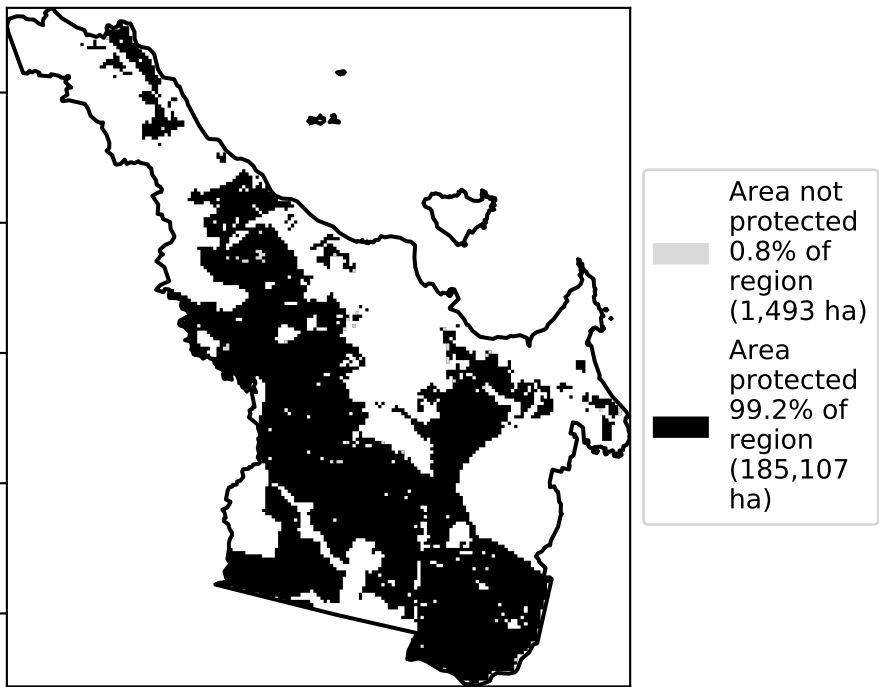 Area not
protected
0.8% of
region
(1,493 ha)
Area
protected
99.2% of
region
(185,107
ha)